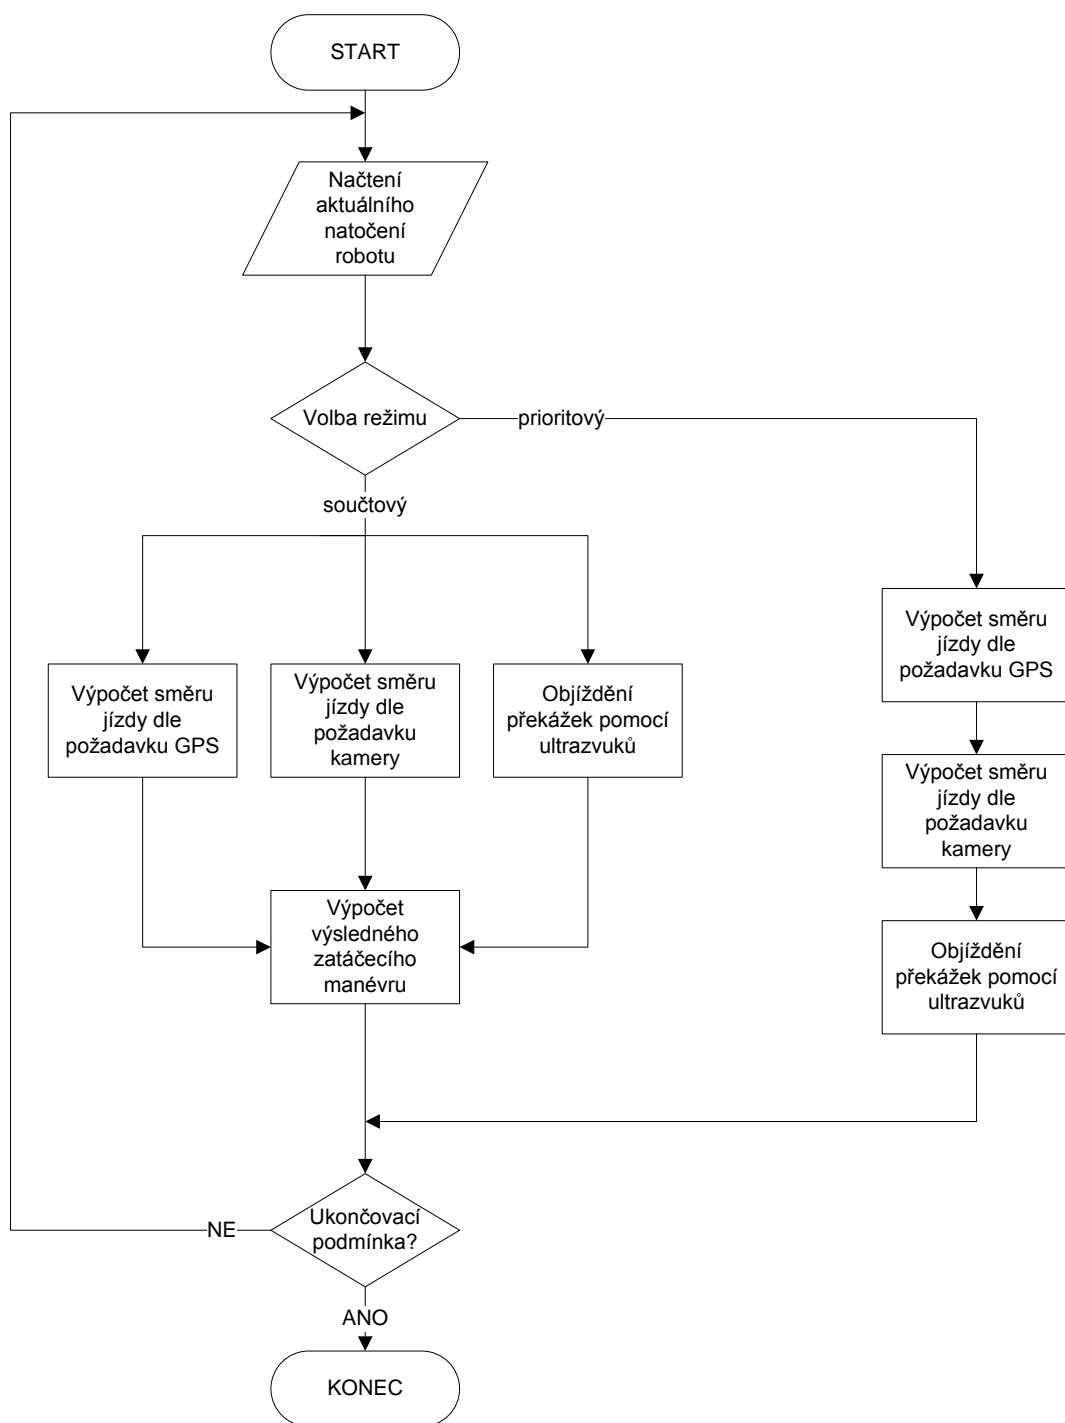 START
Načtení
aktuálního
natočení
robotu
Volba režimu
prioritový
součtový
Výpočet směru
jízdy dle
požadavku GPS
Výpočet směru
jízdy dle
požadavku
kamery
Objíždění
překážek pomocí
ultrazvuků
Výpočet směru
jízdy dle
požadavku GPS
Výpočet směru
jízdy dle
požadavku
kamery
Objíždění
překážek pomocí
ultrazvuků
Výpočet
výsledného
zatáčecího
manévru
Ukončovací
podmínka?
NE
ANO
KONEC